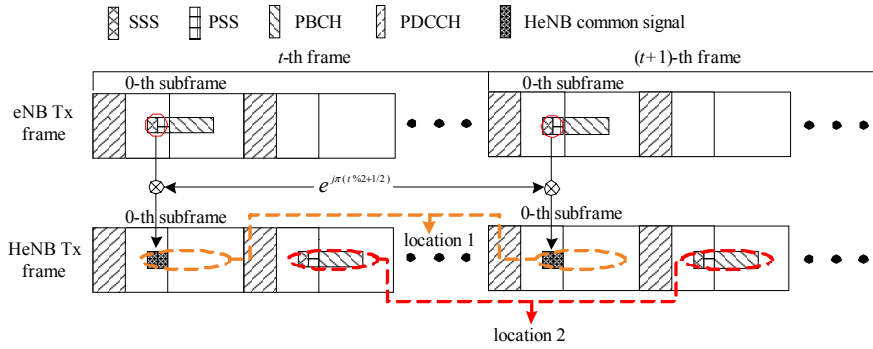 SSS PSS PBCH PDCCH HeNB common signal
t-th frame (t+1)-th frame
0-th subframe 0-th subframe
eNB Tx
frame
e^{jπ(t%2+1/2)}
0-th subframe 0-th subframe
HeNB Tx
frame
location 1
location 2